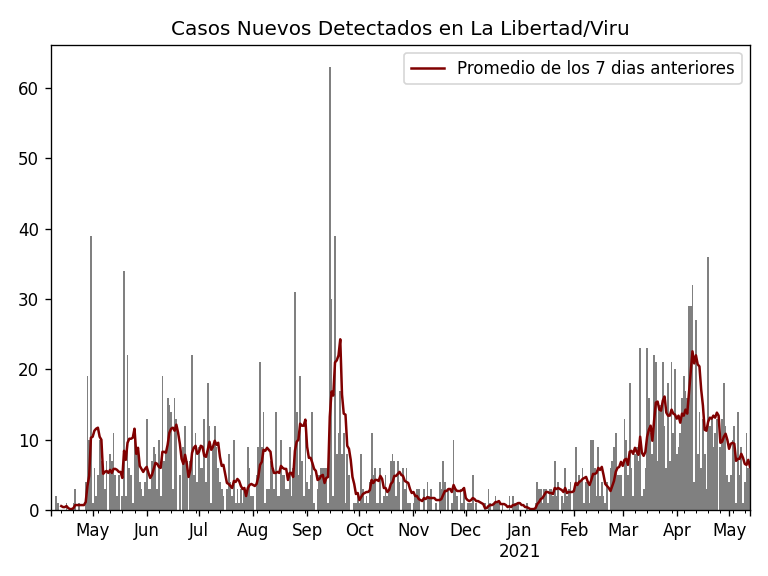 Casos Nuevos Detectados en La Libertad/Viru
Promedio de los 7 dias anteriores
60
50
40
30
20
10
0
May Jun Jul Aug Sep Oct Nov Dec Jan Feb Mar Apr May
2021